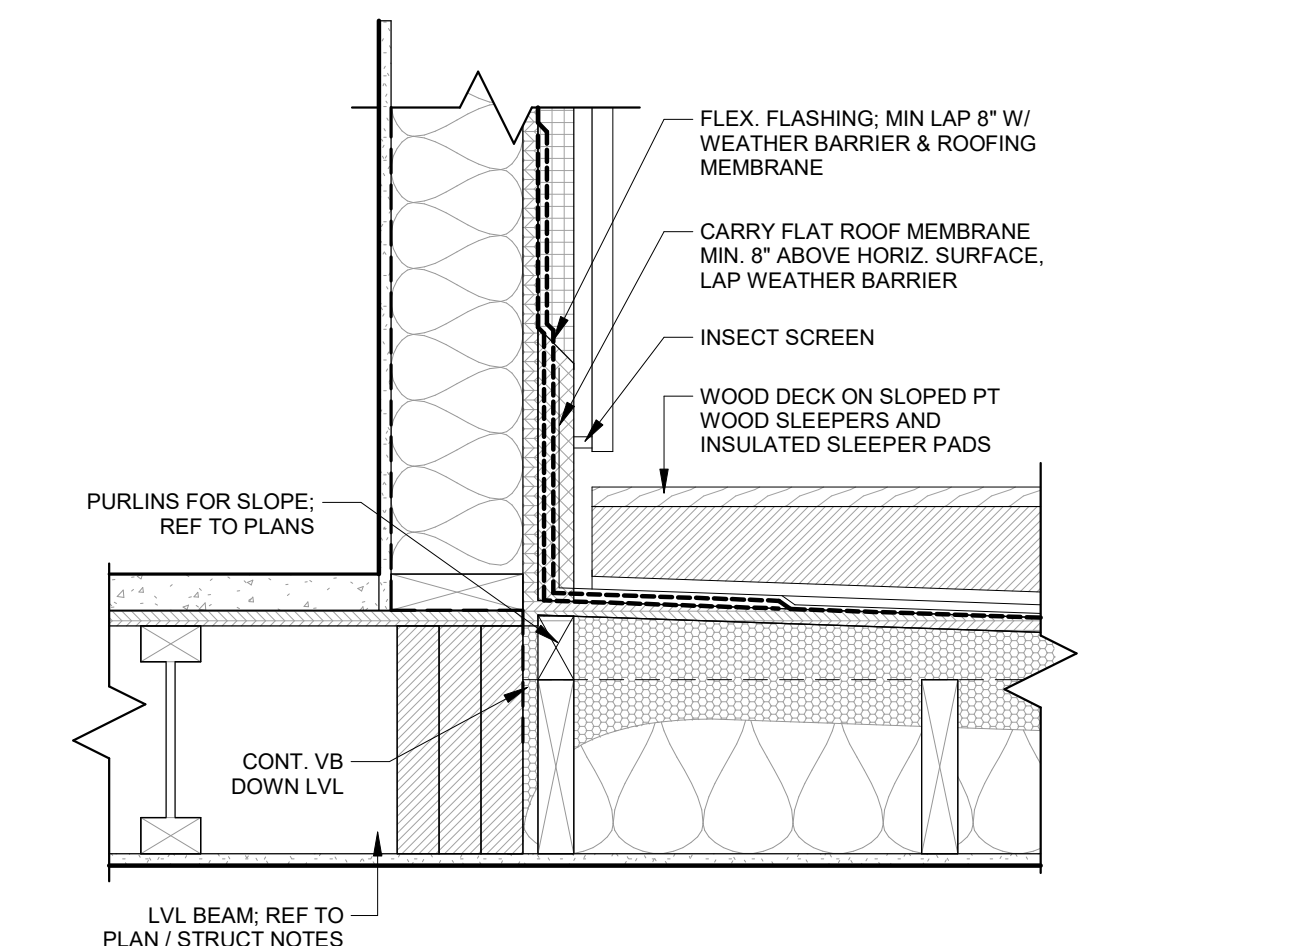 FLEX. FLASHING; MIN LAP 8" W/
WEATHER BARRIER & ROOFING
MEMBRANE
CARRY FLAT ROOF MEMBRANE
MIN. 8" ABOVE HORIZ. SURFACE,
LAP WEATHER BARRIER
INSECT SCREEN
WOOD DECK ON SLOPED PT
WOOD SLEEPERS AND
INSULATED SLEEPER PADS
PURLINS FOR SLOPE;
REF TO PLANS
CONT. VB
DOWN LVL
LVL BEAM; REF TO
PLAN / STRUCT NOTES